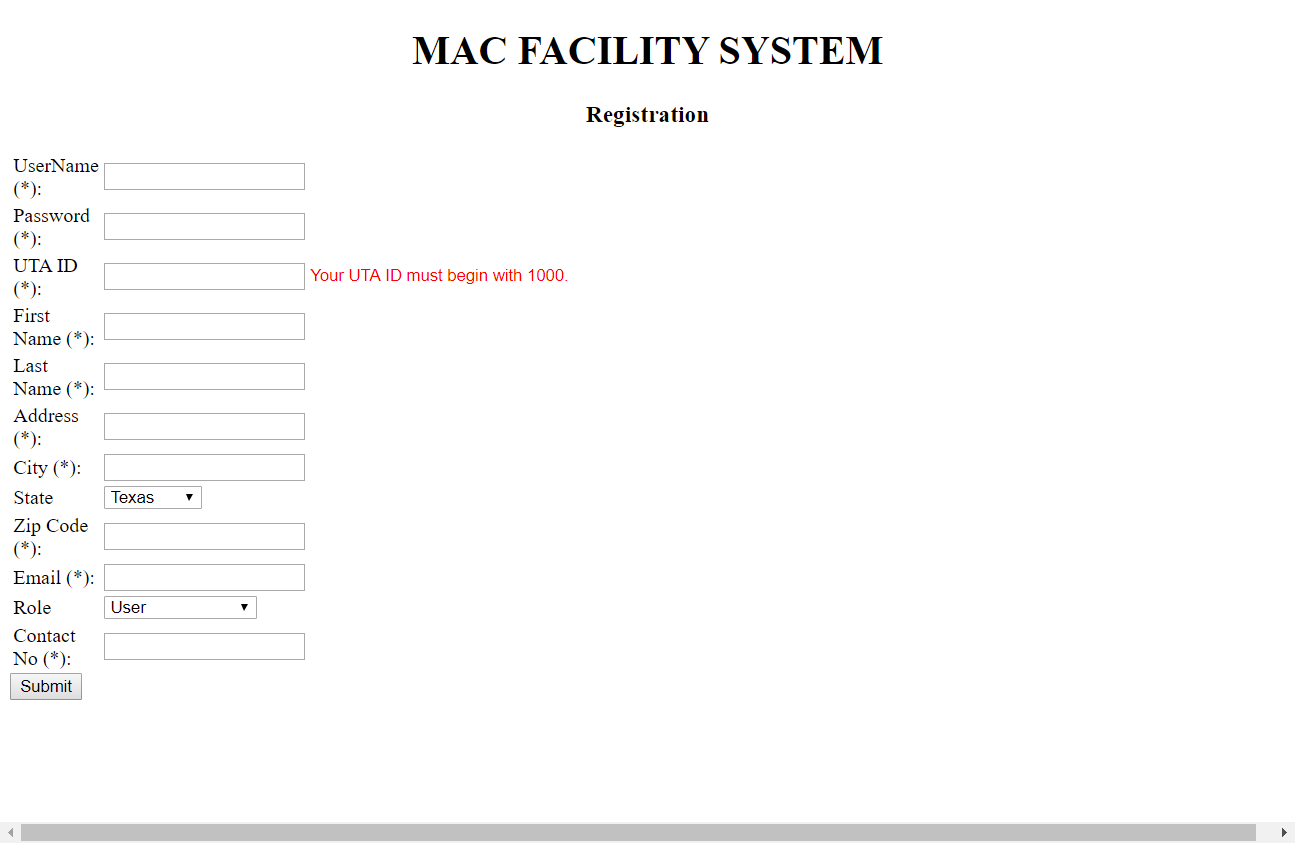 MAC FACILITY SYSTEM
Registration
UserName
(*):
Password
(*):
UTA ID
(*):
Your UTA ID must begin with 1000.
First
Name (*):
Last
Name (*):
Address
(*):
City (*):
State
Texas
Zip Code
(*):
Email (*):
Role
User
Contact
No (*):
Submit